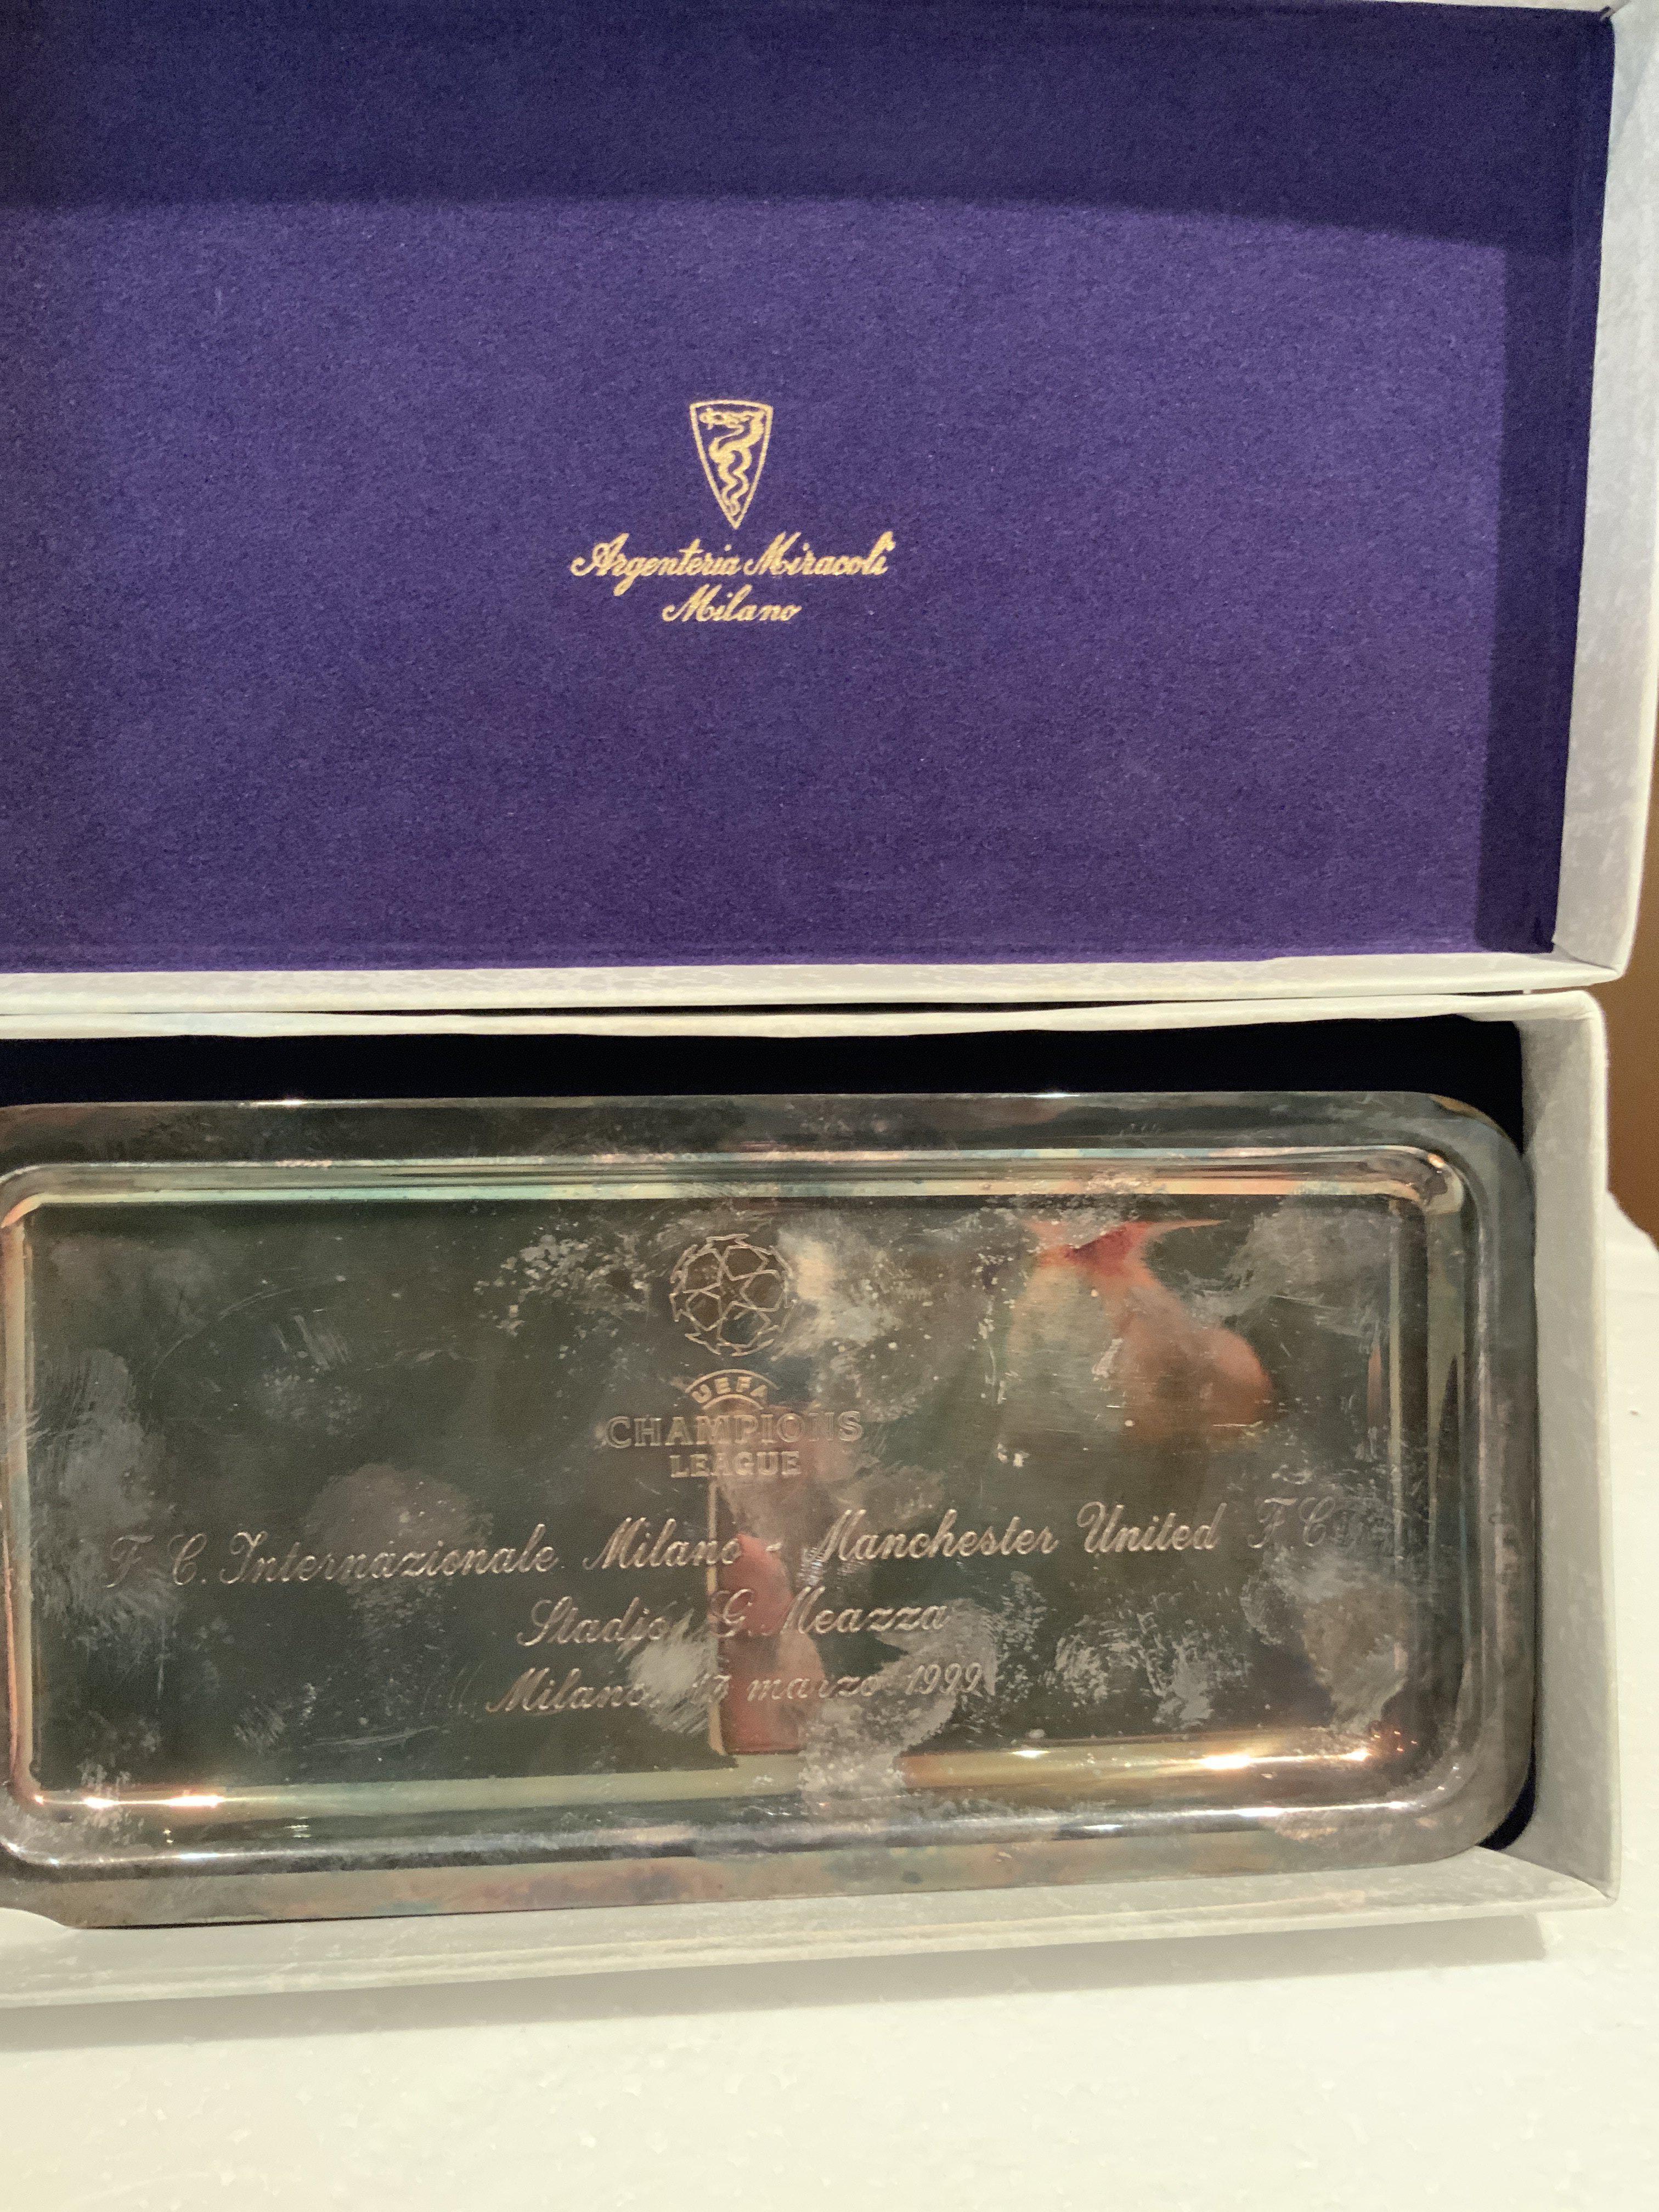 Argenteria Miracoli
Milano
UEFA
CHAMPIONS
LEAGUE
F.C. Internazionale Milano - Manchester United F.C.
Stadio G. Meazza
Milano, 17 marzo 1999